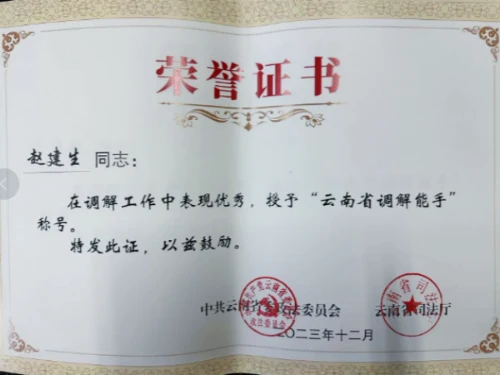 荣誉证书
赵建生 同志：
在调解工作中表现优秀，授予“云南省调解能手”
称号。
特发此证，以兹鼓励。
中共云南省委政法委员会 云南省司法厅
二〇二三年十二月